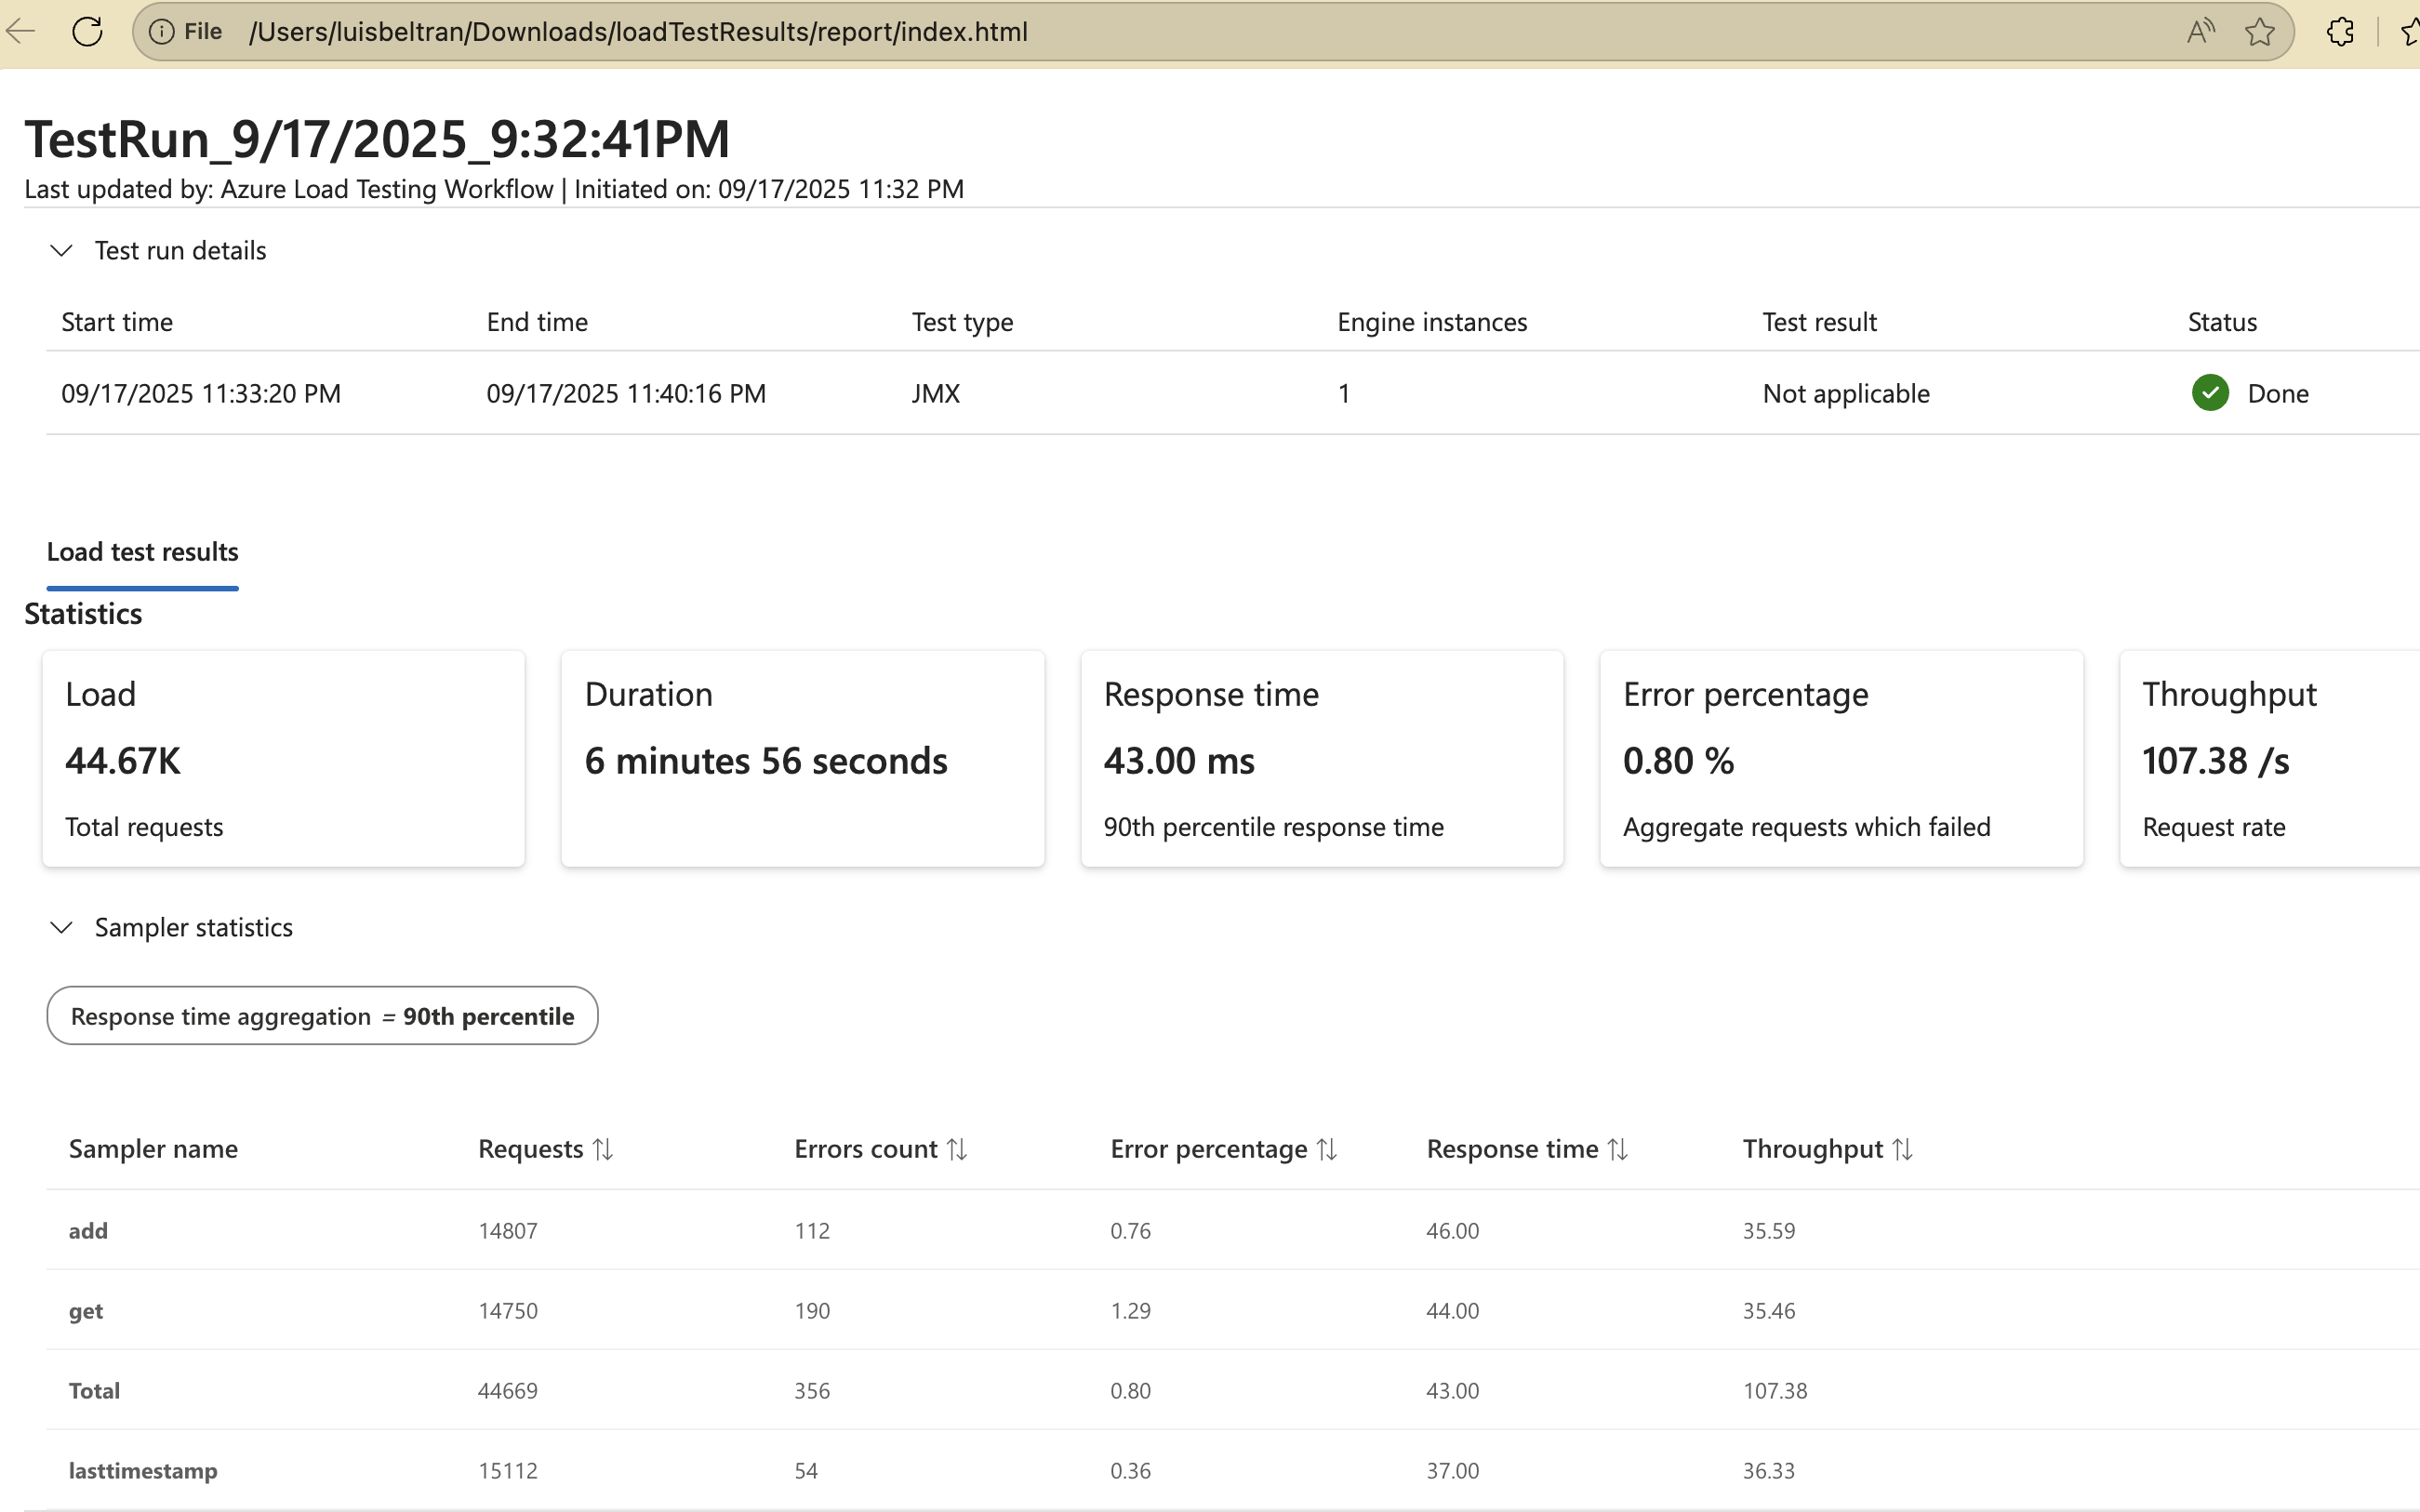 File /Users/luisbeltran/Downloads/loadTestResults/report/index.html
TestRun_9/17/2025_9:32:41PM
Last updated by: Azure Load Testing Workflow | Initiated on: 09/17/2025 11:32 PM
Test run details
Start time End time Test type Engine instances Test result Status
09/17/2025 11:33:20 PM 09/17/2025 11:40:16 PM JMX 1 Not applicable Done
Load test results
Statistics
Load Duration Response time Error percentage Throughput
44.67K 6 minutes 56 seconds 43.00 ms 0.80 % 107.38 /s
Total requests 90th percentile response time Aggregate requests which failed Request rate
Sampler statistics
Response time aggregation = 90th percentile
Sampler name Requests Errors count Error percentage Response time Throughput
add 14807 112 0.76 46.00 35.59
get 14750 190 1.29 44.00 35.46
Total 44669 356 0.80 43.00 107.38
lasttimestamp 15112 54 0.36 37.00 36.33